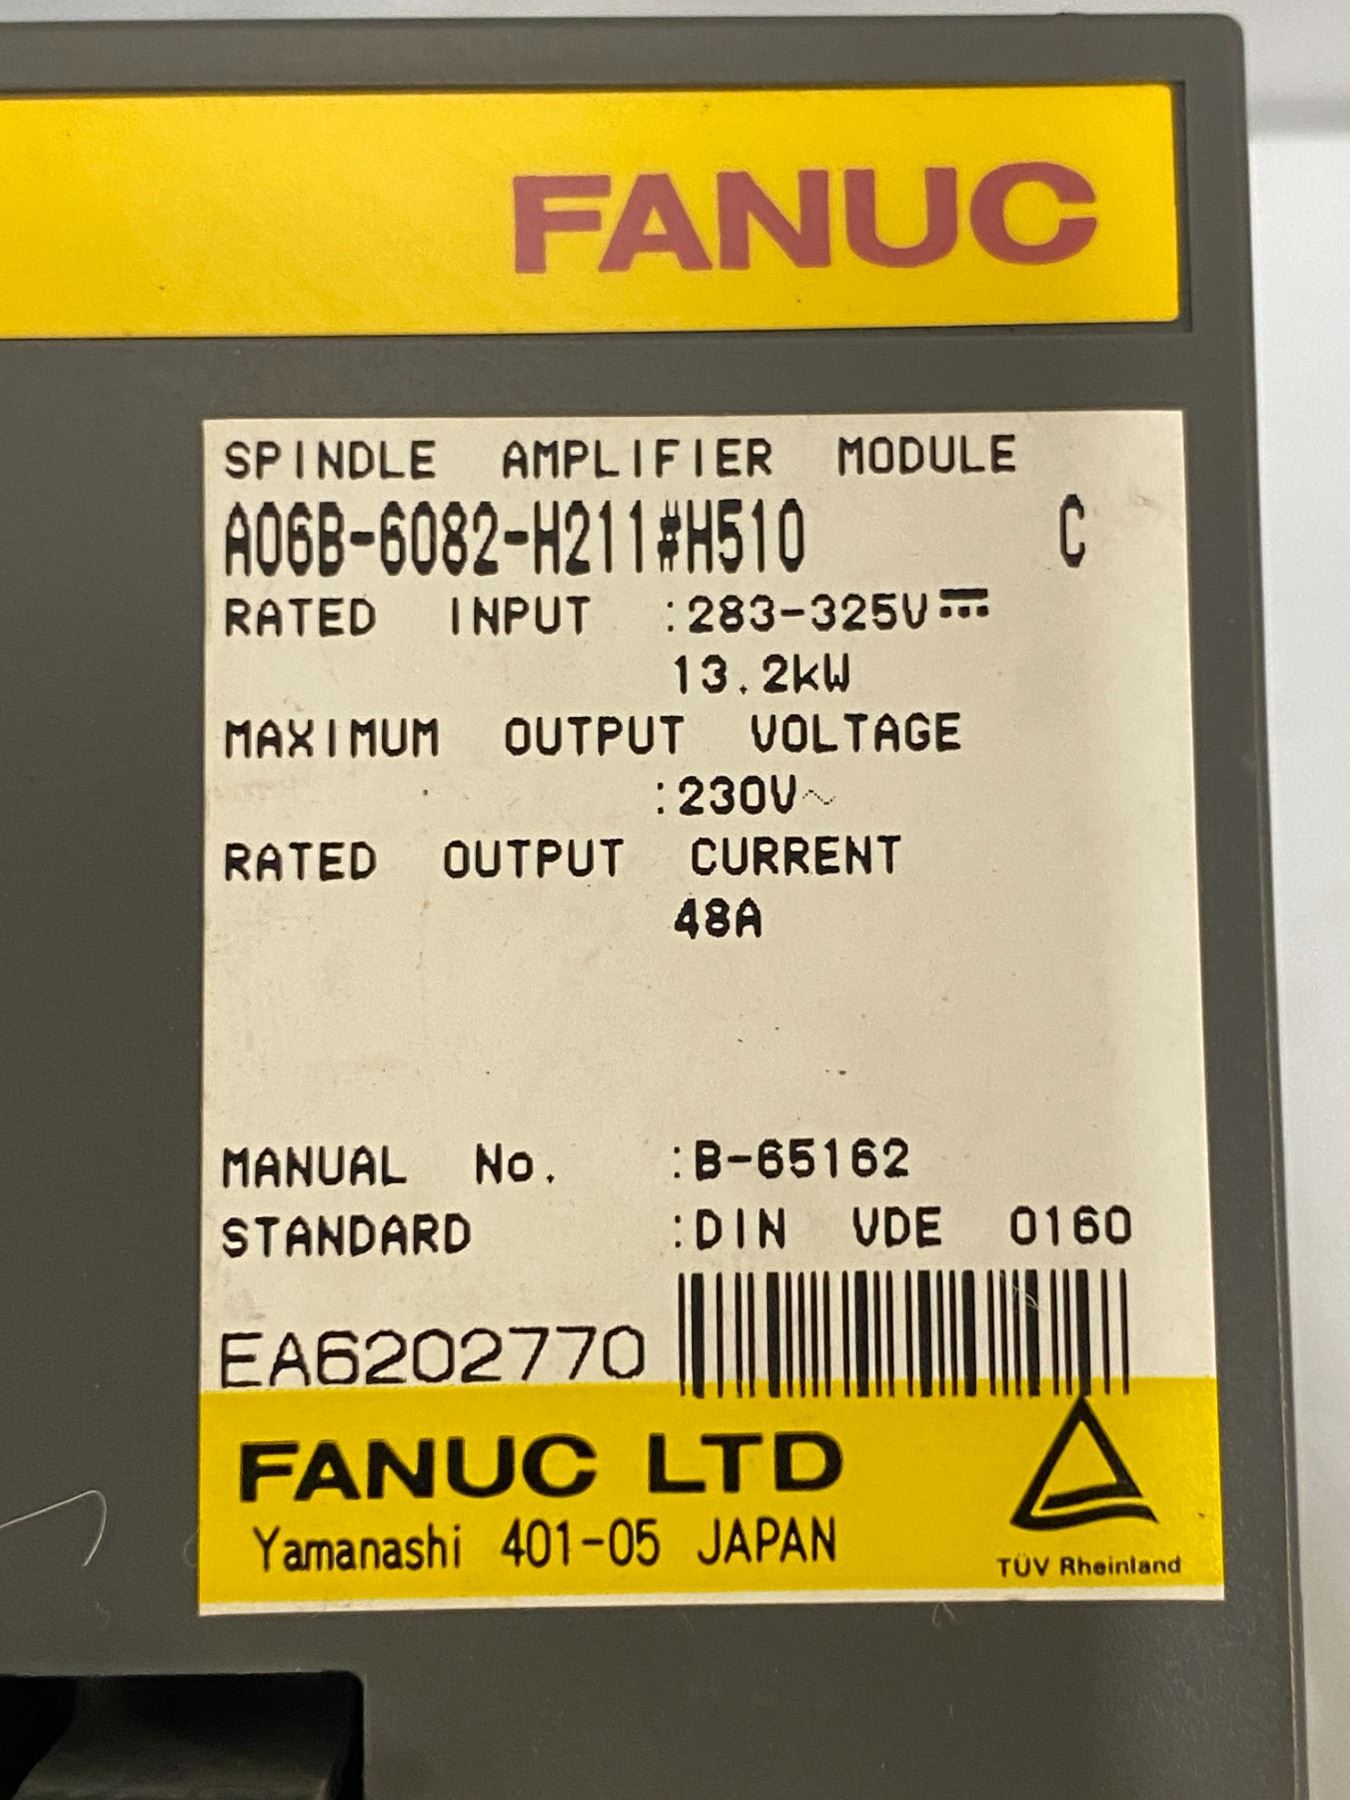 FANUC
SPINDLE AMPLIFIER MODULE
A06B-6082-H211#H510 C
RATED INPUT :283-325V⎓
13.2kW
MAXIMUM OUTPUT VOLTAGE
:230V~
RATED OUTPUT CURRENT
48A
MANUAL No. :B-65162
STANDARD :DIN VDE 0160
EA6202770
FANUC LTD
Yamanashi 401-05 JAPAN
TÜV Rheinland